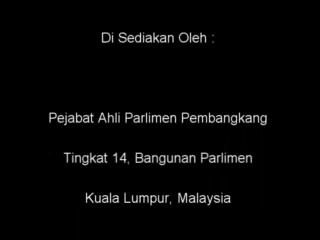 Di Sediakan Oleh :
Pejabat Ahli Parlimen Pembangkang
Tingkat 14, Bangunan Parlimen
Kuala Lumpur, Malaysia